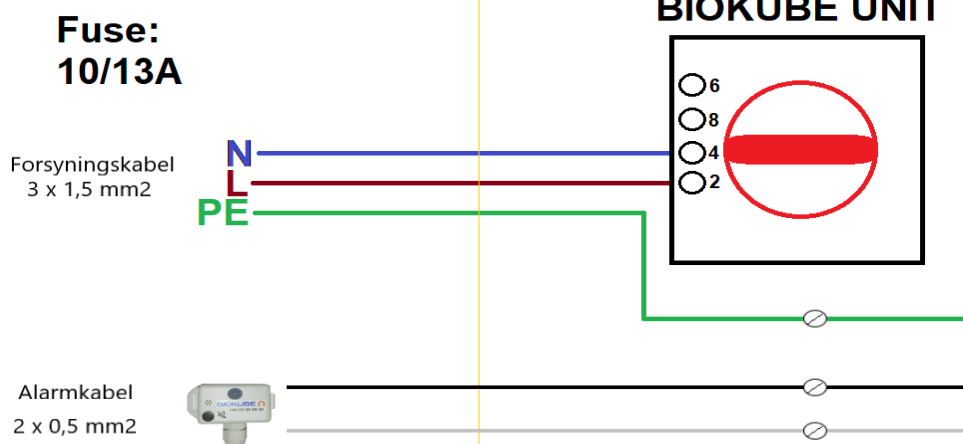 BIOKUBE UNIT
Fuse:
10/13A
6
8
Forsyningskabel
3 x 1,5 mm2
N
4
L
2
PE
Alarmkabel
2 x 0,5 mm2
BIOKUBE